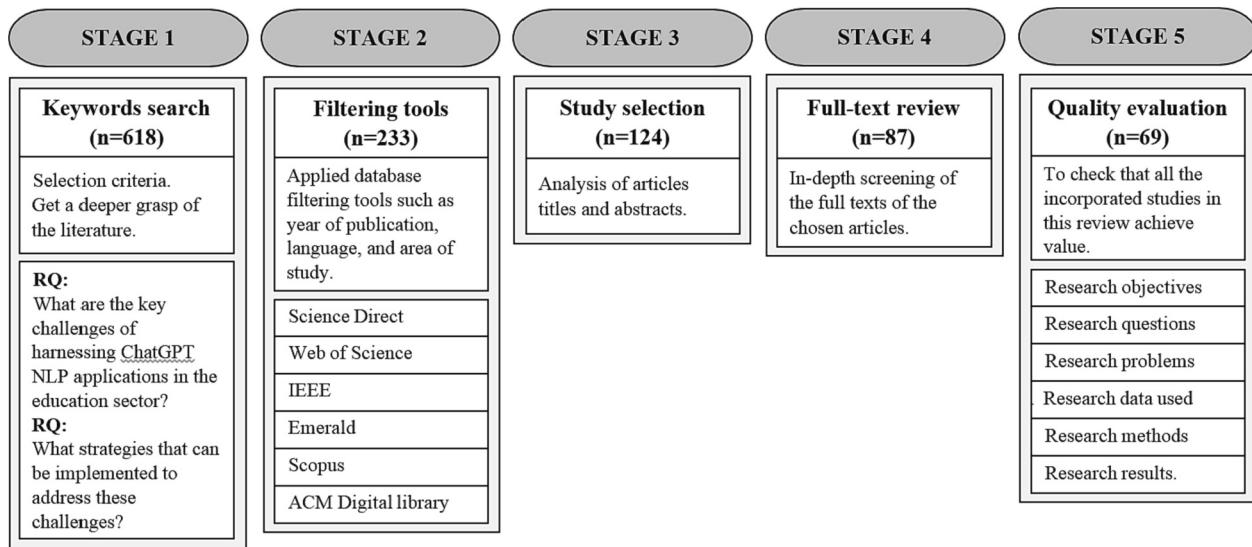 STAGE 1
Keywords search
(n=618)
Selection criteria.
Get a deeper grasp of
the literature.
RQ:
What are the key
challenges of
harnessing ChatGPT
NLP applications in the
education sector?
RQ:
What strategies that can
be implemented to
address these
challenges?
STAGE 2
Filtering tools
(n=233)
Applied database
filtering tools such as
year of publication,
language, and area of
study.
Science Direct
Web of Science
IEEE
Emerald
Scopus
ACM Digital library
STAGE 3
Study selection
(n=124)
Analysis of articles
titles and abstracts.
STAGE 4
Full-text review
(n=87)
In-depth screening of
the full texts of the
chosen articles.
STAGE 5
Quality evaluation
(n=69)
To check that all the
incorporated studies in
this review achieve
value.
Research objectives
Research questions
Research problems
Research data used
Research methods
Research results.